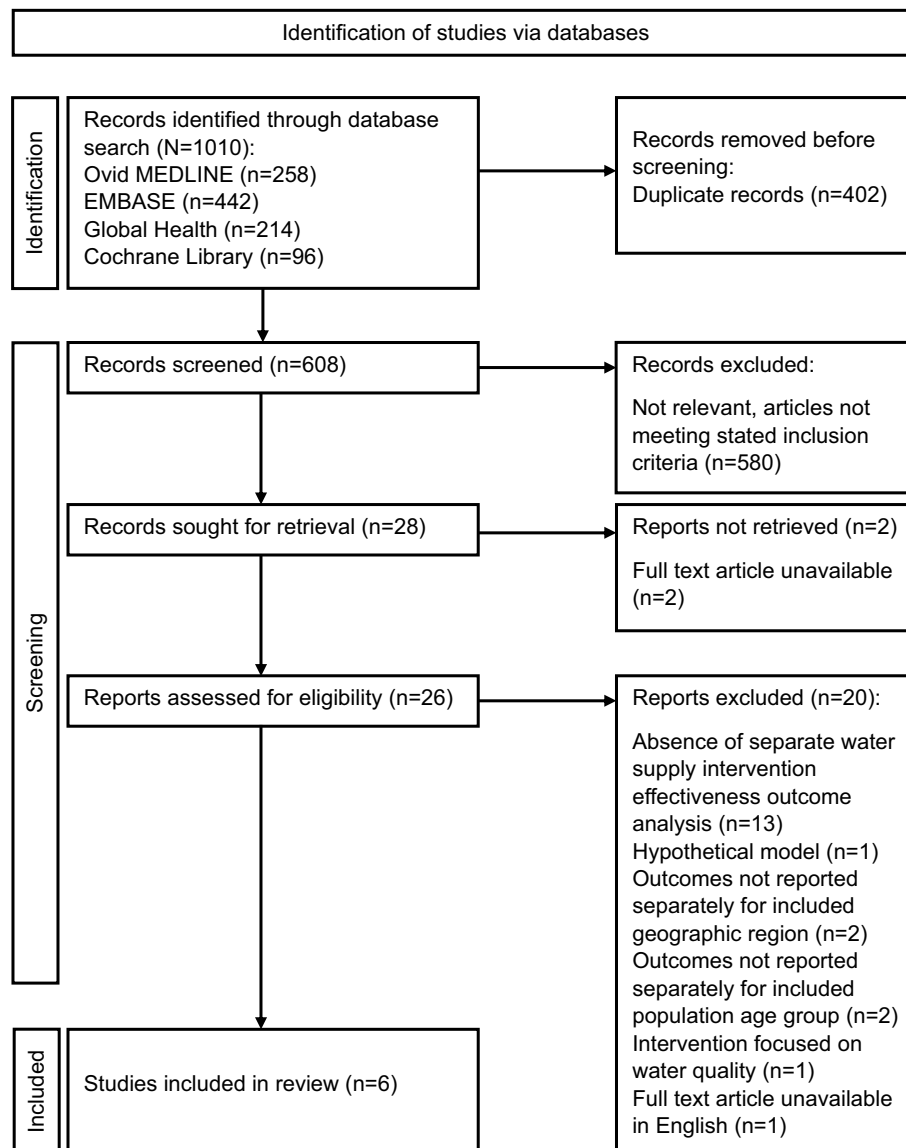 Identification of studies via databases
Identification
Records identified through database
search (N=1010):
Ovid MEDLINE (n=258)
EMBASE (n=442)
Global Health (n=214)
Cochrane Library (n=96)
Records removed before
screening:
Duplicate records (n=402)
Screening
Records screened (n=608)
Records excluded:
Not relevant, articles not
meeting stated inclusion
criteria (n=580)
Records sought for retrieval (n=28)
Reports not retrieved (n=2)
Full text article unavailable
(n=2)
Reports assessed for eligibility (n=26)
Reports excluded (n=20):
Absence of separate water
supply intervention
effectiveness outcome
analysis (n=13)
Hypothetical model (n=1)
Outcomes not reported
separately for included
geographic region (n=2)
Outcomes not reported
separately for included
population age group (n=2)
Intervention focused on
water quality (n=1)
Full text article unavailable
in English (n=1)
Included
Studies included in review (n=6)